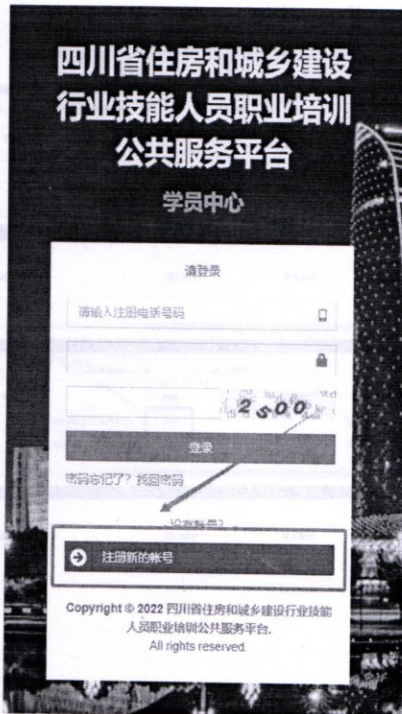 四川省住房和城乡建设
行业技能人员职业培训
公共服务平台
学员中心
请登录
请输入注册电话号码
2500
登录
密码忘记了？找回密码
没有帐号？
注册新的帐号
Copyright © 2022 四川省住房和城乡建设行业技能
人员职业培训公共服务平台.
All rights reserved.